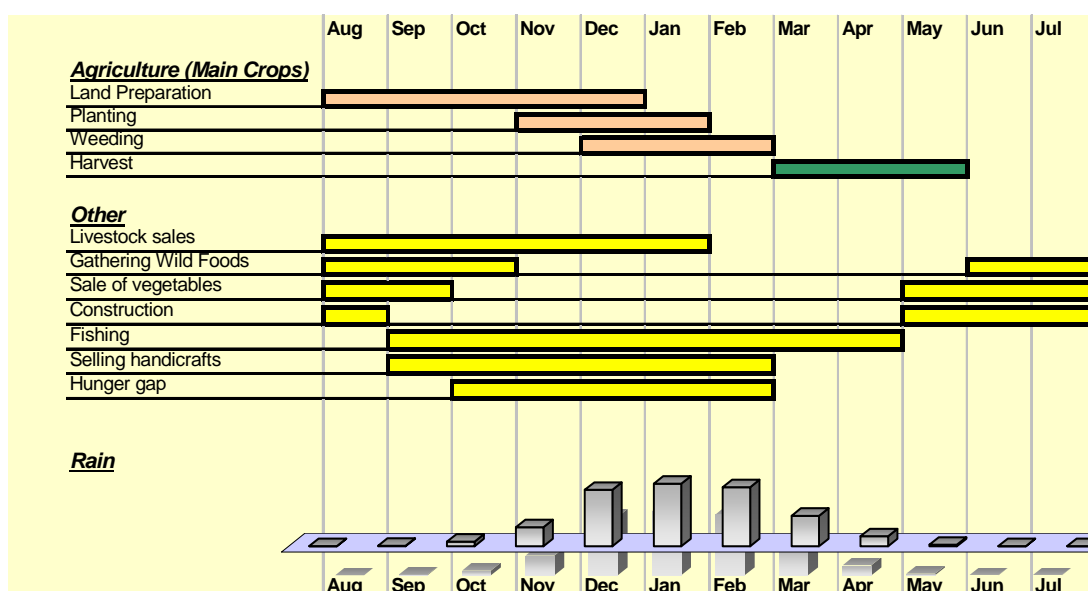 Aug Sep Oct Nov Dec Jan Feb Mar Apr May Jun Jul
Agriculture (Main Crops)
Land Preparation
Planting
Weeding
Harvest
Other
Livestock sales
Gathering Wild Foods
Sale of vegetables
Construction
Fishing
Selling handicrafts
Hunger gap
Rain
Aug Sep Oct Nov Dec Jan Feb Mar Apr May Jun Jul